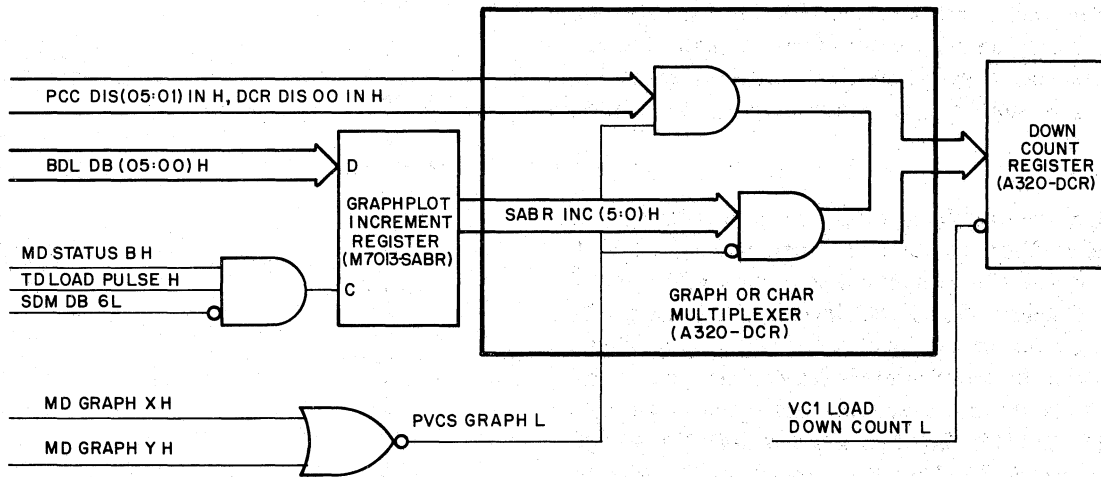 PCC DIS(05:01) IN H, DCR DIS 00 IN H
BDL DB (05:00) H
D
GRAPHPLOT
INCREMENT
REGISTER
(M7013-SABR)
C
MD STATUS B H
TD LOAD PULSE H
SDM DB 6L
SABR INC (5:0) H
GRAPH OR CHAR
MULTIPLEXER
(A320-DCR)
DOWN
COUNT
REGISTER
(A320-DCR)
MD GRAPH X H
MD GRAPH Y H
PVCS GRAPH L
VC1 LOAD
DOWN COUNT L